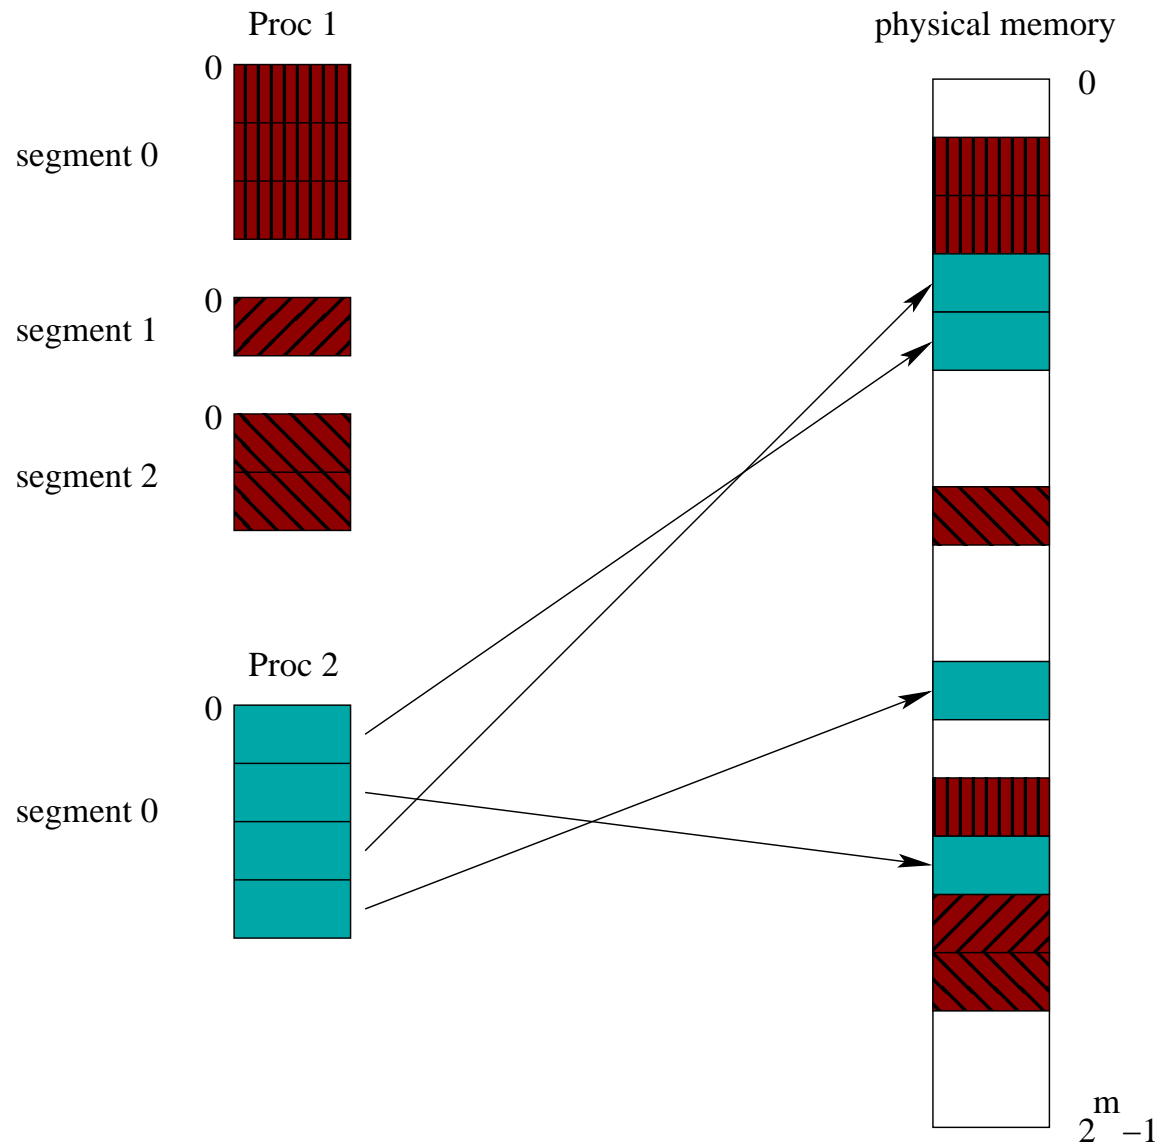 Proc 1
physical memory
0
0
segment 0
0
segment 1
0
segment 2
Proc 2
0
segment 0
2^m−1